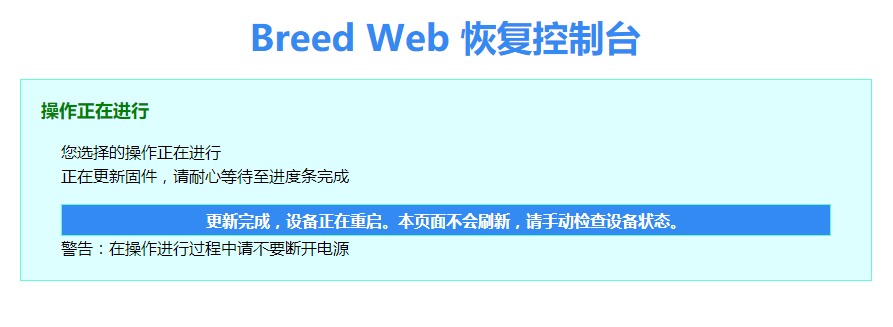 Breed Web 恢复控制台
操作正在进行
您选择的操作正在进行
正在更新固件，请耐心等待至进度条完成
更新完成，设备正在重启。本页面不会刷新，请手动检查设备状态。
警告：在操作进行过程中请不要断开电源